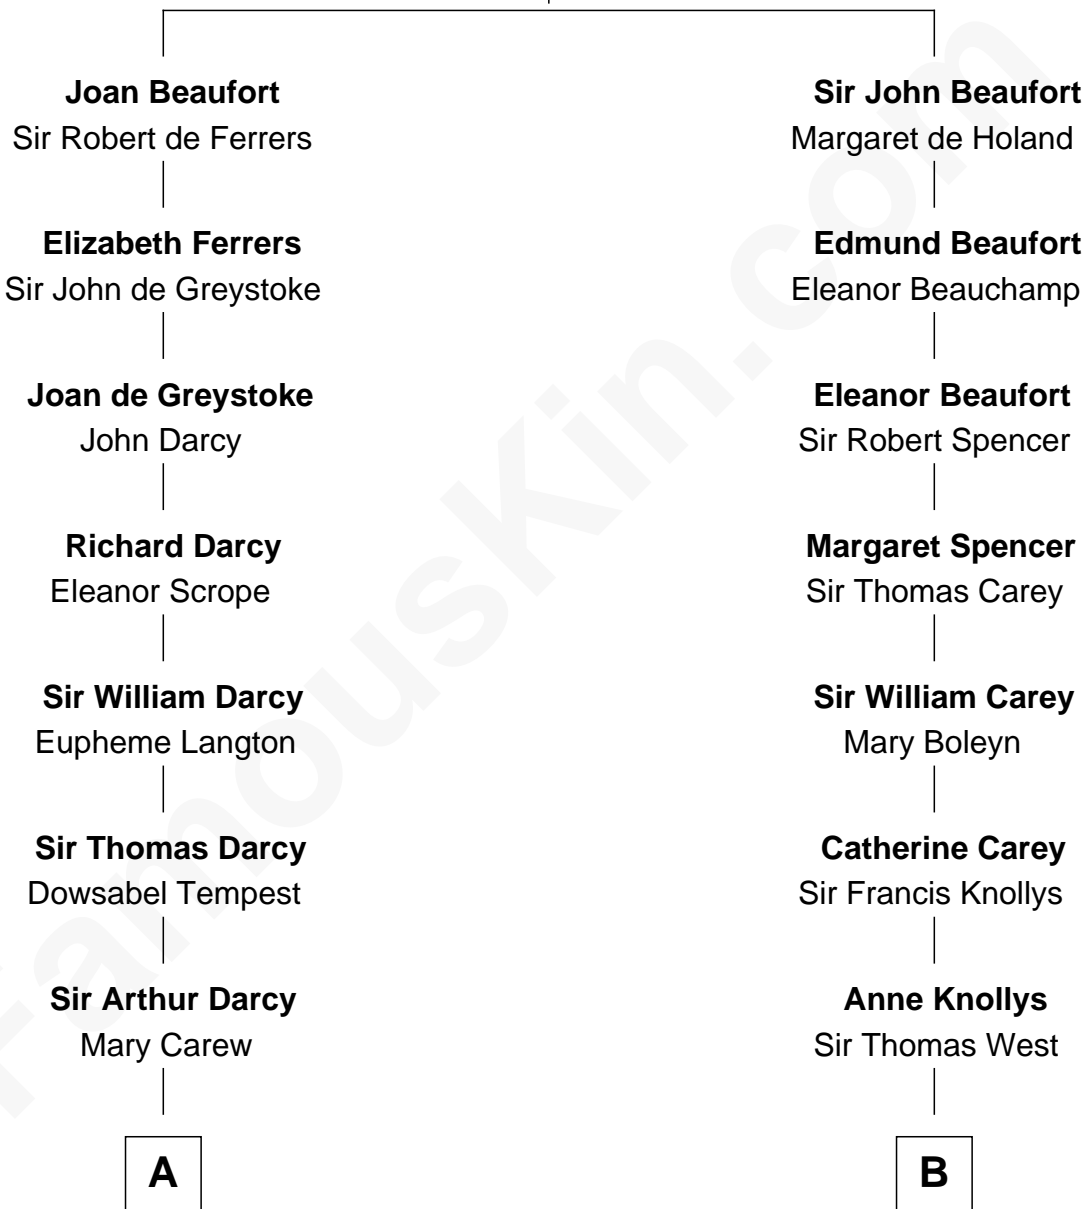 Joan Beaufort
Sir Robert de Ferrers
Elizabeth Ferrers
Sir John de Greystoke
Joan de Greystoke
John Darcy
Richard Darcy
Eleanor Scrope
Sir William Darcy
Eupheme Langton
Sir Thomas Darcy
Dowsabel Tempest
Sir Arthur Darcy
Mary Carew
A
Sir John Beaufort
Margaret de Holand
Edmund Beaufort
Eleanor Beauchamp
Eleanor Beaufort
Sir Robert Spencer
Margaret Spencer
Sir Thomas Carey
Sir William Carey
Mary Boleyn
Catherine Carey
Sir Francis Knollys
Anne Knollys
Sir Thomas West
B
FamousKin.com